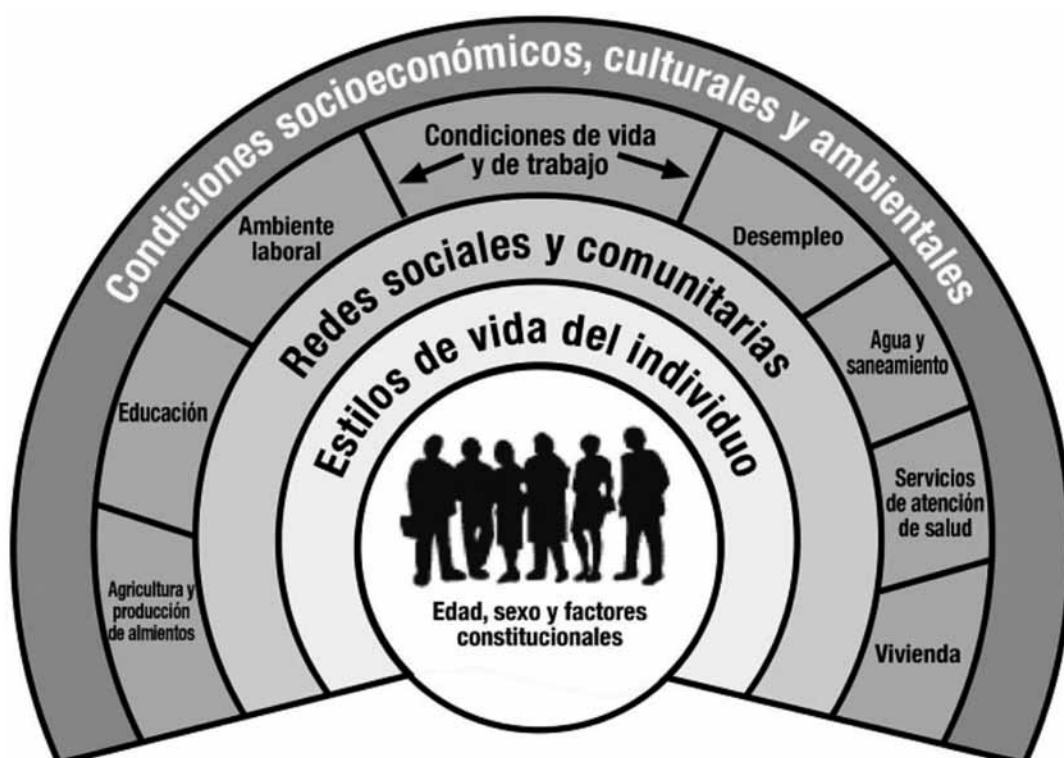 Condiciones socioeconómicos, culturales y ambientales
Condiciones de vida
y de trabajo
Ambiente
laboral
Desempleo
Redes sociales y comunitarias
Agua y
saneamiento
Estilos de vida del individuo
Educación
Servicios
de atención
de salud
Agricultura y
producción
de almientos
Edad, sexo y factores
constitucionales
Vivienda